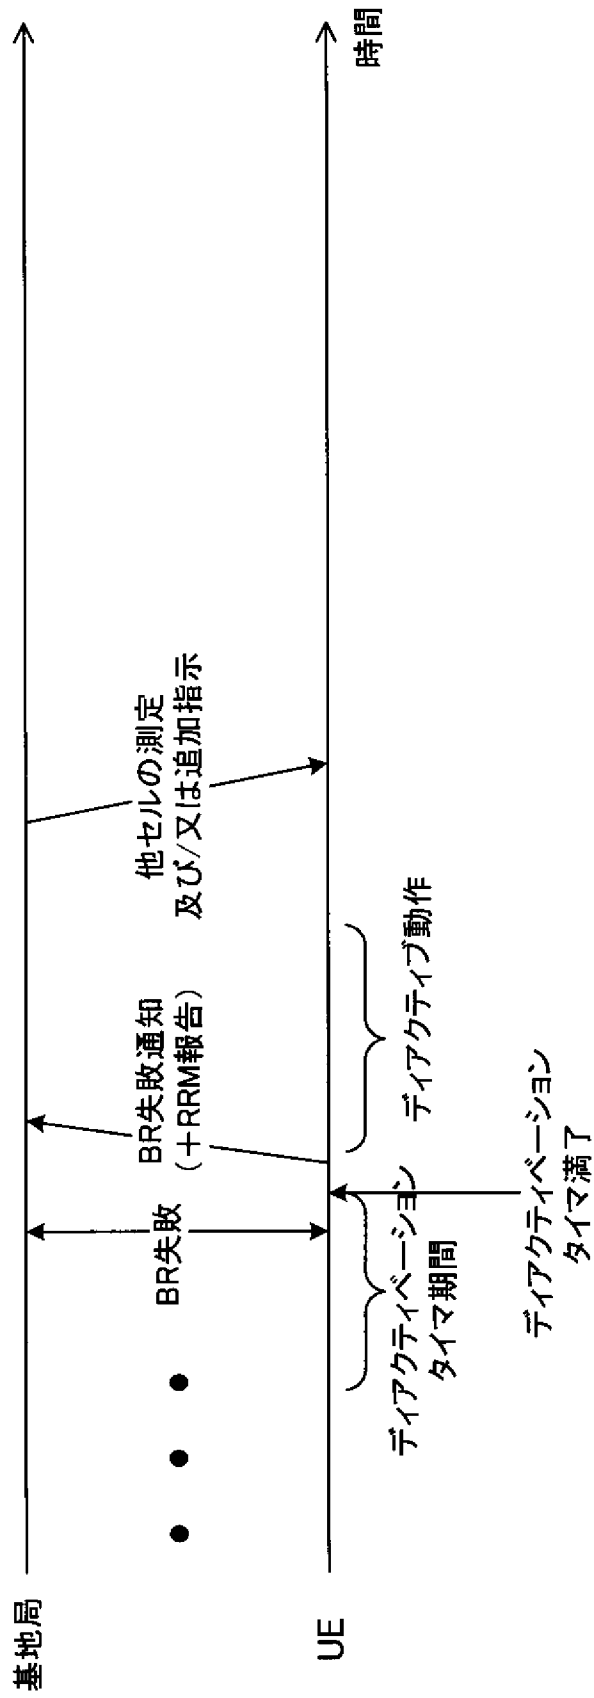 基地局
UE
時間
BR失敗
BR失敗通知
(+RRM報告)
他セルの測定
及び/又は追加指示
ディアクティベーション
タイマ期間
ディアクティブ動作
ディアクティベーション
タイマ満了